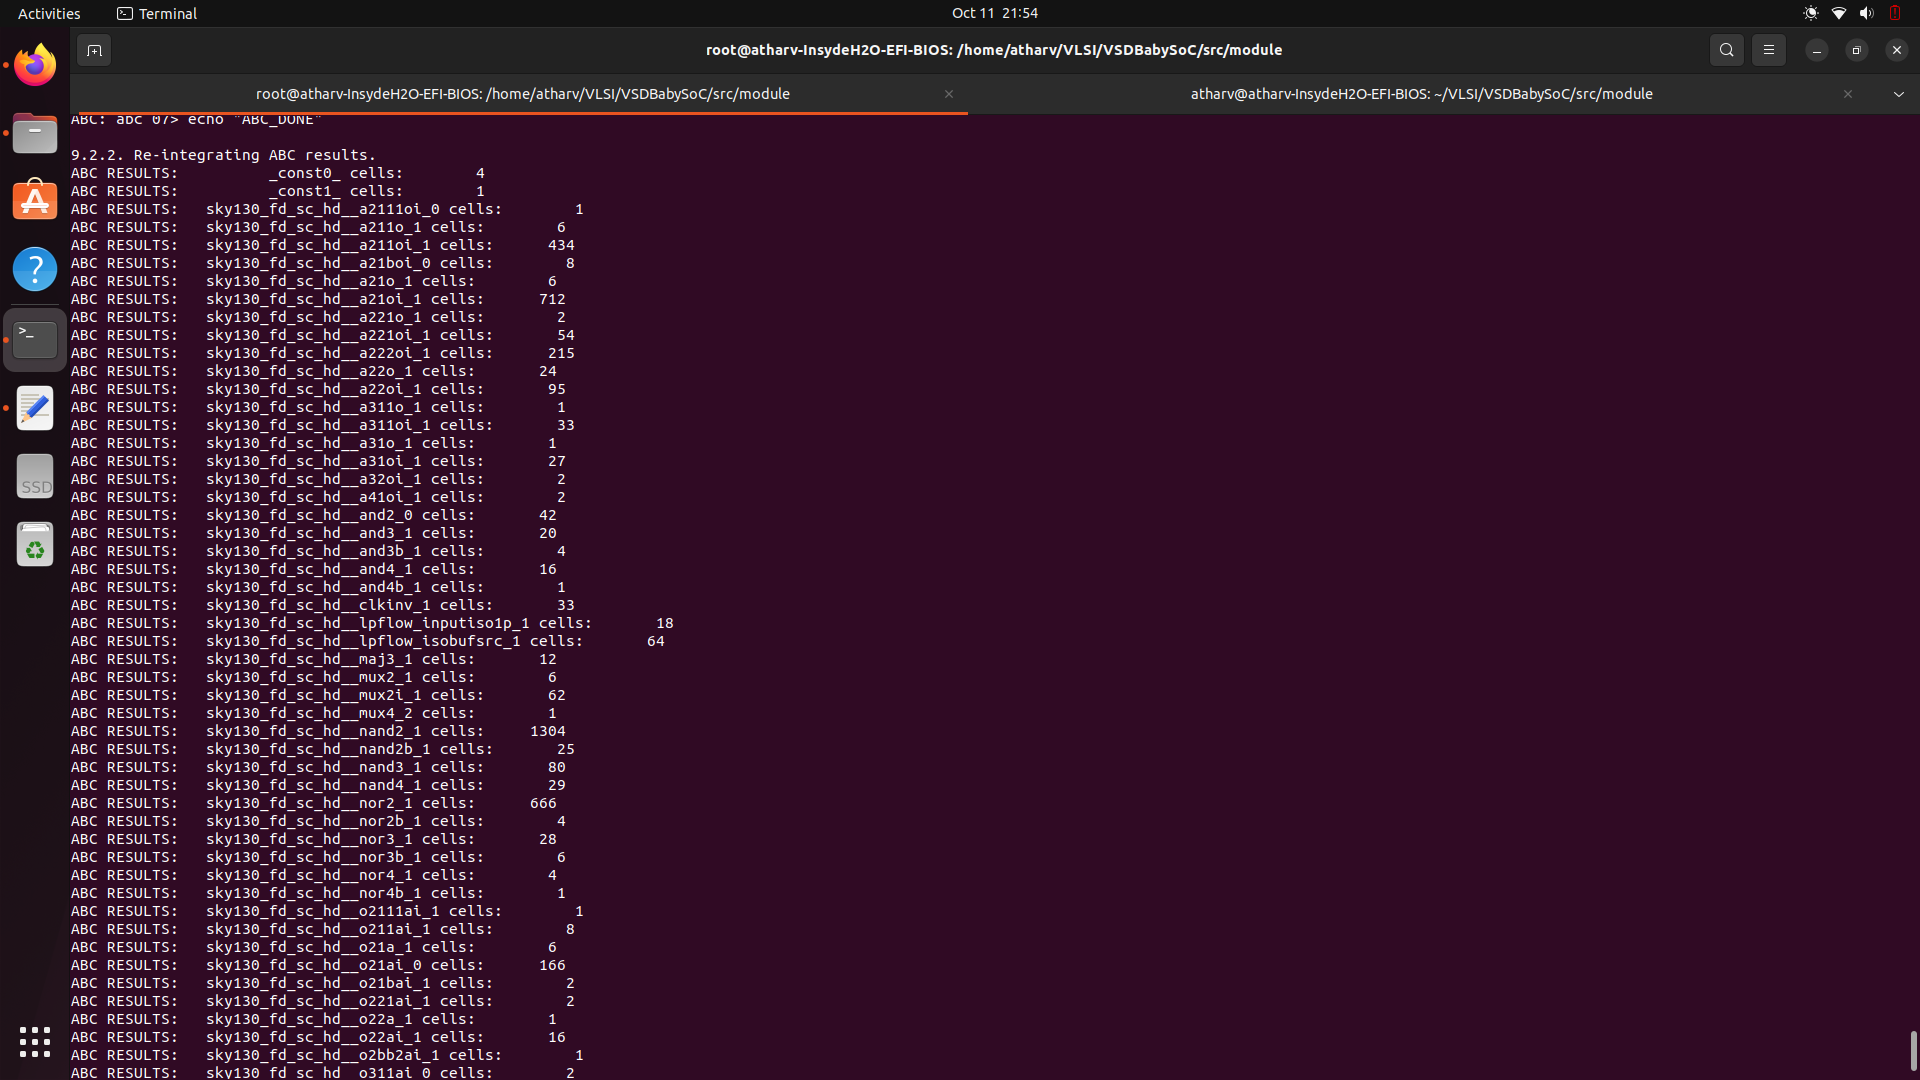 Activities
Terminal
Oct 11 21:54
root@atharv-InsydeH2O-EFI-BIOS: /home/atharv/VLSI/VSDBabySoC/src/module
root@atharv-InsydeH2O-EFI-BIOS: /home/atharv/VLSI/VSDBabySoC/src/module
atharv@atharv-InsydeH2O-EFI-BIOS: ~/VLSI/VSDBabySoC/src/module
ABC: abc 07> echo "ABC_DONE"
9.2.2. Re-integrating ABC results.
ABC RESULTS: _const0_ cells: 4
ABC RESULTS: _const1_ cells: 1
ABC RESULTS: sky130_fd_sc_hd__a2111oi_0 cells: 1
ABC RESULTS: sky130_fd_sc_hd__a211o_1 cells: 6
ABC RESULTS: sky130_fd_sc_hd__a211oi_1 cells: 434
ABC RESULTS: sky130_fd_sc_hd__a21boi_0 cells: 8
ABC RESULTS: sky130_fd_sc_hd__a21o_1 cells: 6
ABC RESULTS: sky130_fd_sc_hd__a21oi_1 cells: 712
ABC RESULTS: sky130_fd_sc_hd__a221o_1 cells: 2
ABC RESULTS: sky130_fd_sc_hd__a221oi_1 cells: 54
ABC RESULTS: sky130_fd_sc_hd__a222oi_1 cells: 215
ABC RESULTS: sky130_fd_sc_hd__a22o_1 cells: 24
ABC RESULTS: sky130_fd_sc_hd__a22oi_1 cells: 95
ABC RESULTS: sky130_fd_sc_hd__a311o_1 cells: 1
ABC RESULTS: sky130_fd_sc_hd__a311oi_1 cells: 33
ABC RESULTS: sky130_fd_sc_hd__a31o_1 cells: 1
ABC RESULTS: sky130_fd_sc_hd__a31oi_1 cells: 27
ABC RESULTS: sky130_fd_sc_hd__a32oi_1 cells: 2
ABC RESULTS: sky130_fd_sc_hd__a41oi_1 cells: 2
ABC RESULTS: sky130_fd_sc_hd__and2_0 cells: 42
ABC RESULTS: sky130_fd_sc_hd__and3_1 cells: 20
ABC RESULTS: sky130_fd_sc_hd__and3b_1 cells: 4
ABC RESULTS: sky130_fd_sc_hd__and4_1 cells: 16
ABC RESULTS: sky130_fd_sc_hd__and4b_1 cells: 1
ABC RESULTS: sky130_fd_sc_hd__clkinv_1 cells: 33
ABC RESULTS: sky130_fd_sc_hd__lpflow_inputiso1p_1 cells: 18
ABC RESULTS: sky130_fd_sc_hd__lpflow_isobufsrc_1 cells: 64
ABC RESULTS: sky130_fd_sc_hd__maj3_1 cells: 12
ABC RESULTS: sky130_fd_sc_hd__mux2_1 cells: 6
ABC RESULTS: sky130_fd_sc_hd__mux2i_1 cells: 62
ABC RESULTS: sky130_fd_sc_hd__mux4_2 cells: 1
ABC RESULTS: sky130_fd_sc_hd__nand2_1 cells: 1304
ABC RESULTS: sky130_fd_sc_hd__nand2b_1 cells: 25
ABC RESULTS: sky130_fd_sc_hd__nand3_1 cells: 80
ABC RESULTS: sky130_fd_sc_hd__nand4_1 cells: 29
ABC RESULTS: sky130_fd_sc_hd__nor2_1 cells: 666
ABC RESULTS: sky130_fd_sc_hd__nor2b_1 cells: 4
ABC RESULTS: sky130_fd_sc_hd__nor3_1 cells: 28
ABC RESULTS: sky130_fd_sc_hd__nor3b_1 cells: 6
ABC RESULTS: sky130_fd_sc_hd__nor4_1 cells: 4
ABC RESULTS: sky130_fd_sc_hd__nor4b_1 cells: 1
ABC RESULTS: sky130_fd_sc_hd__o2111ai_1 cells: 1
ABC RESULTS: sky130_fd_sc_hd__o211ai_1 cells: 8
ABC RESULTS: sky130_fd_sc_hd__o21a_1 cells: 6
ABC RESULTS: sky130_fd_sc_hd__o21ai_0 cells: 166
ABC RESULTS: sky130_fd_sc_hd__o21bai_1 cells: 2
ABC RESULTS: sky130_fd_sc_hd__o221ai_1 cells: 2
ABC RESULTS: sky130_fd_sc_hd__o22a_1 cells: 1
ABC RESULTS: sky130_fd_sc_hd__o22ai_1 cells: 16
ABC RESULTS: sky130_fd_sc_hd__o2bb2ai_1 cells: 1
ABC RESULTS: sky130_fd_sc_hd__o311ai_0 cells: 2
SSD